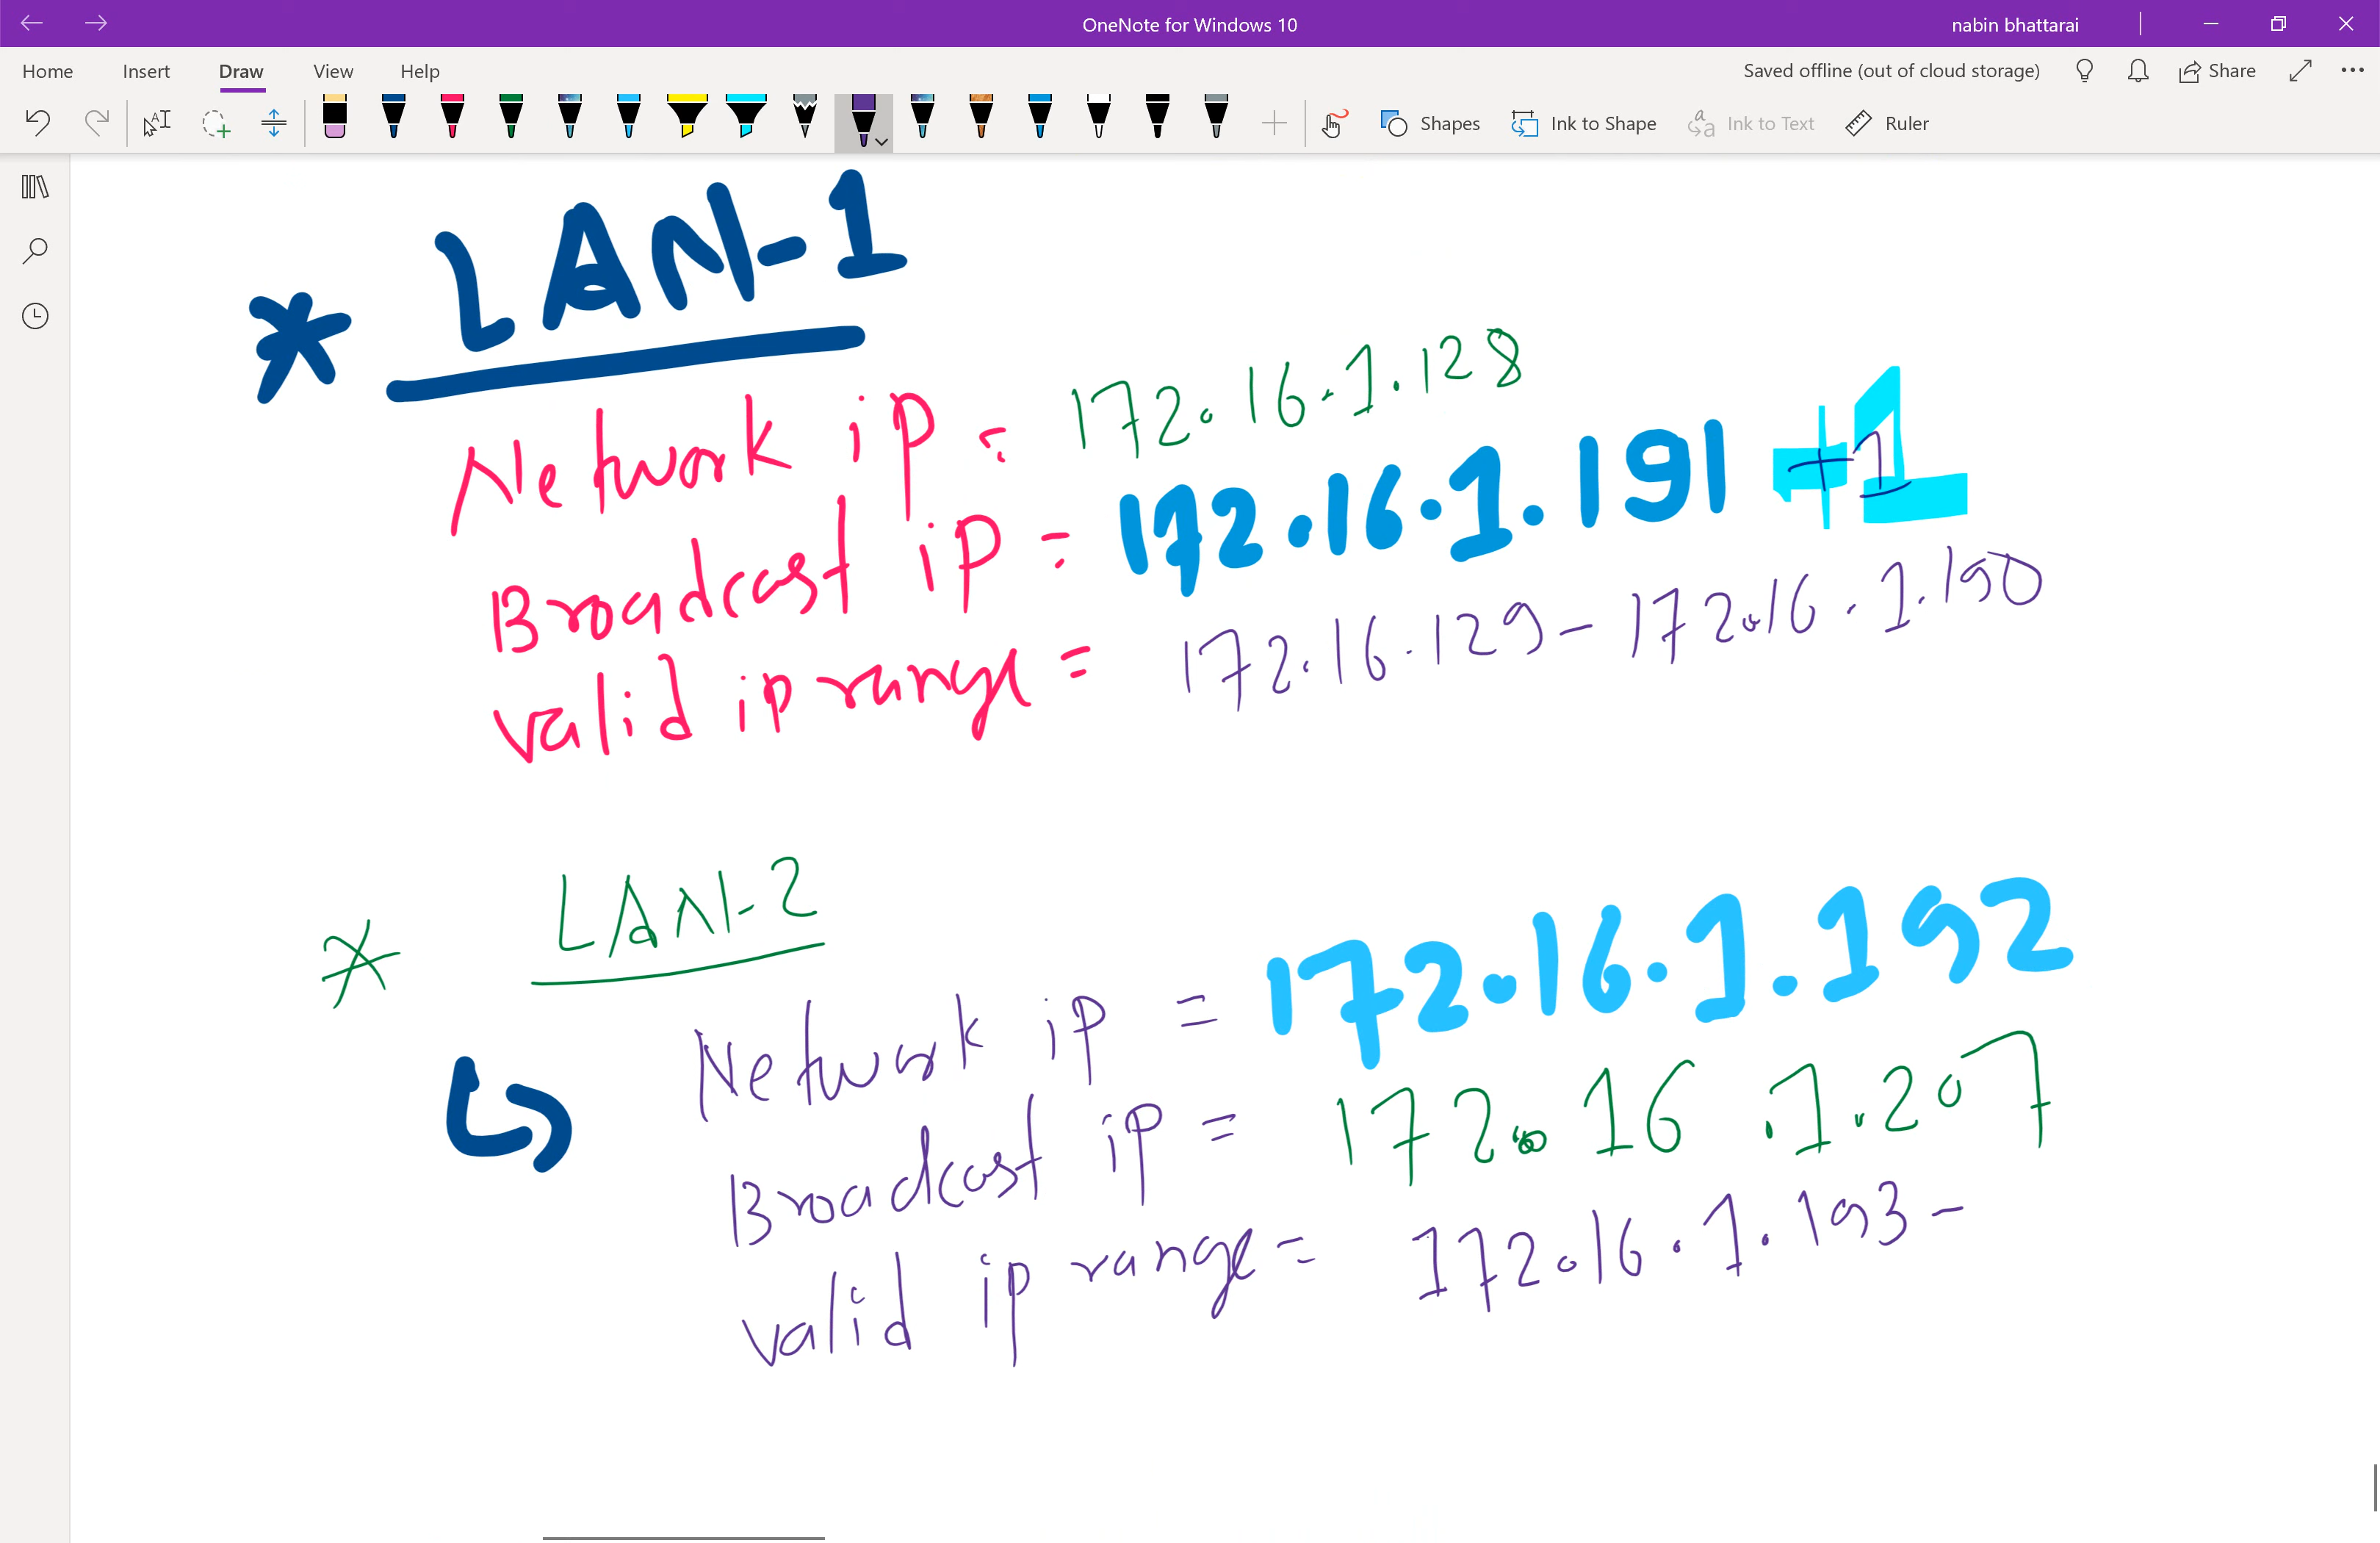 OneNote for Windows 10
nabin bhattarai
Home Insert Draw View Help
Saved offline (out of cloud storage)
Share
Shapes
Ink to Shape
Ink to Text
Ruler
* LAN-1
Network ip = 172.16.1.128
Broadcast ip = 172.16.1.191 +1
valid ip range = 172.16.129 - 172.16.1.190
* LAN-2
Network ip = 172.16.1.192
Broadcast ip = 172.16.1.207
valid ip range = 172.16.1.193 -